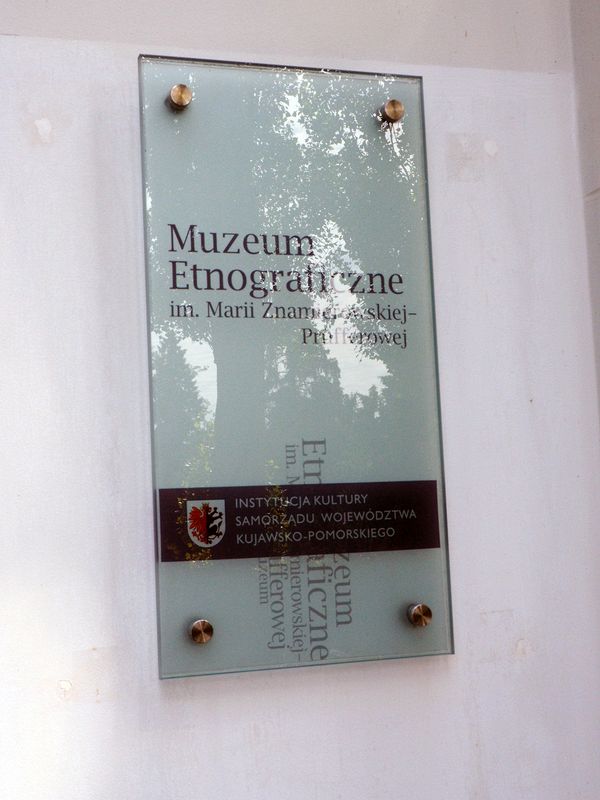 Muzeum
Etnograficzne
im. Marii Znamierowskiej-
Prüfferowej
INSTYTUCJA KULTURY
SAMORZĄDU WOJEWÓDZTWA
KUJAWSKO-POMORSKIEGO